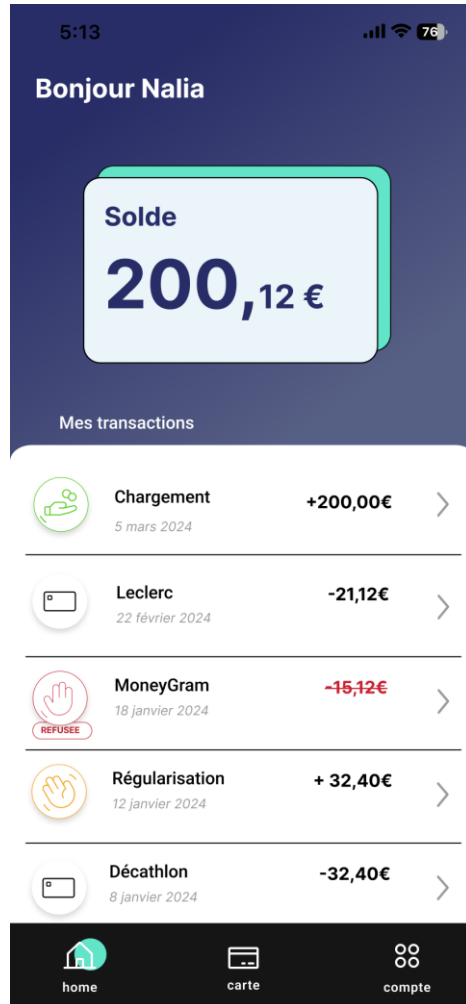 5:13
76
Bonjour Nalia
Solde
200,12 €
Mes transactions
Chargement +200,00€
5 mars 2024
Leclerc -21,12€
22 février 2024
MoneyGram -15,12€
18 janvier 2024
REFUSEE
Régularisation + 32,40€
12 janvier 2024
Décathlon -32,40€
8 janvier 2024
home carte compte